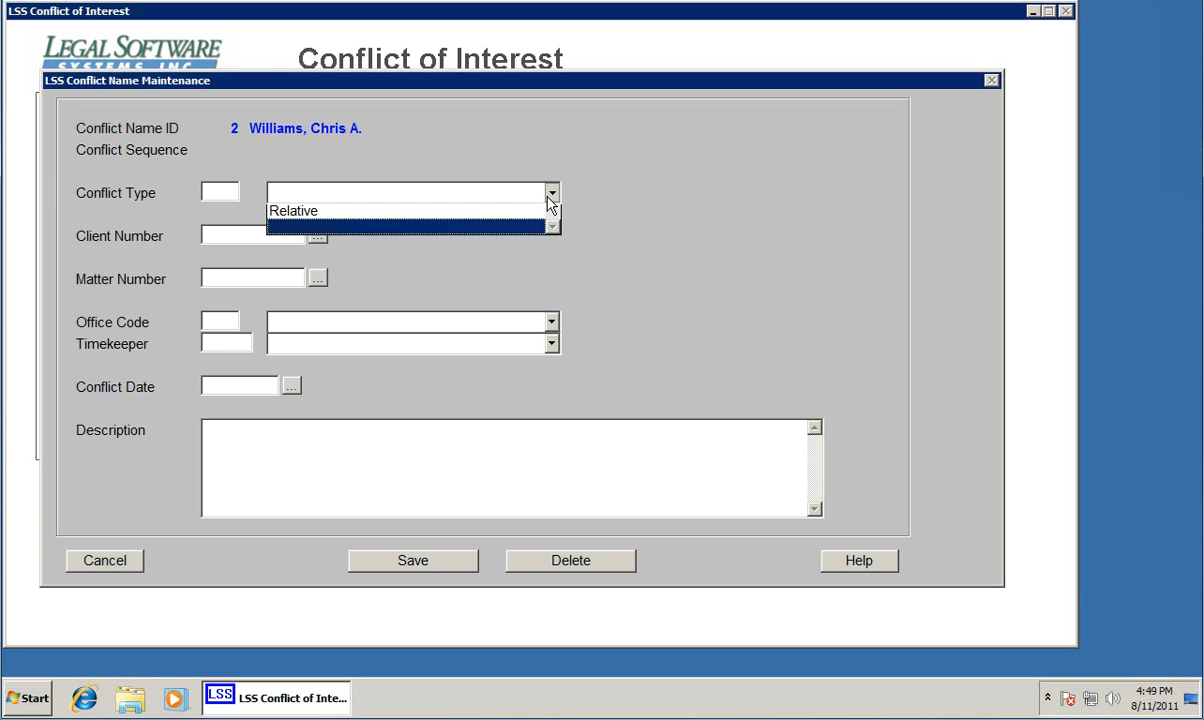 LSS Conflict of Interest
LEGAL SOFTWARE
SYSTEMS, INC.
Conflict of Interest
LSS Conflict Name Maintenance
Conflict Name ID 2 Williams, Chris A.
Conflict Sequence
Conflict Type
Relative
Client Number ...
Matter Number ...
Office Code
Timekeeper
Conflict Date ...
Description
Cancel Save Delete Help
Start LSS LSS Conflict of Inte... 4:49 PM
8/11/2011